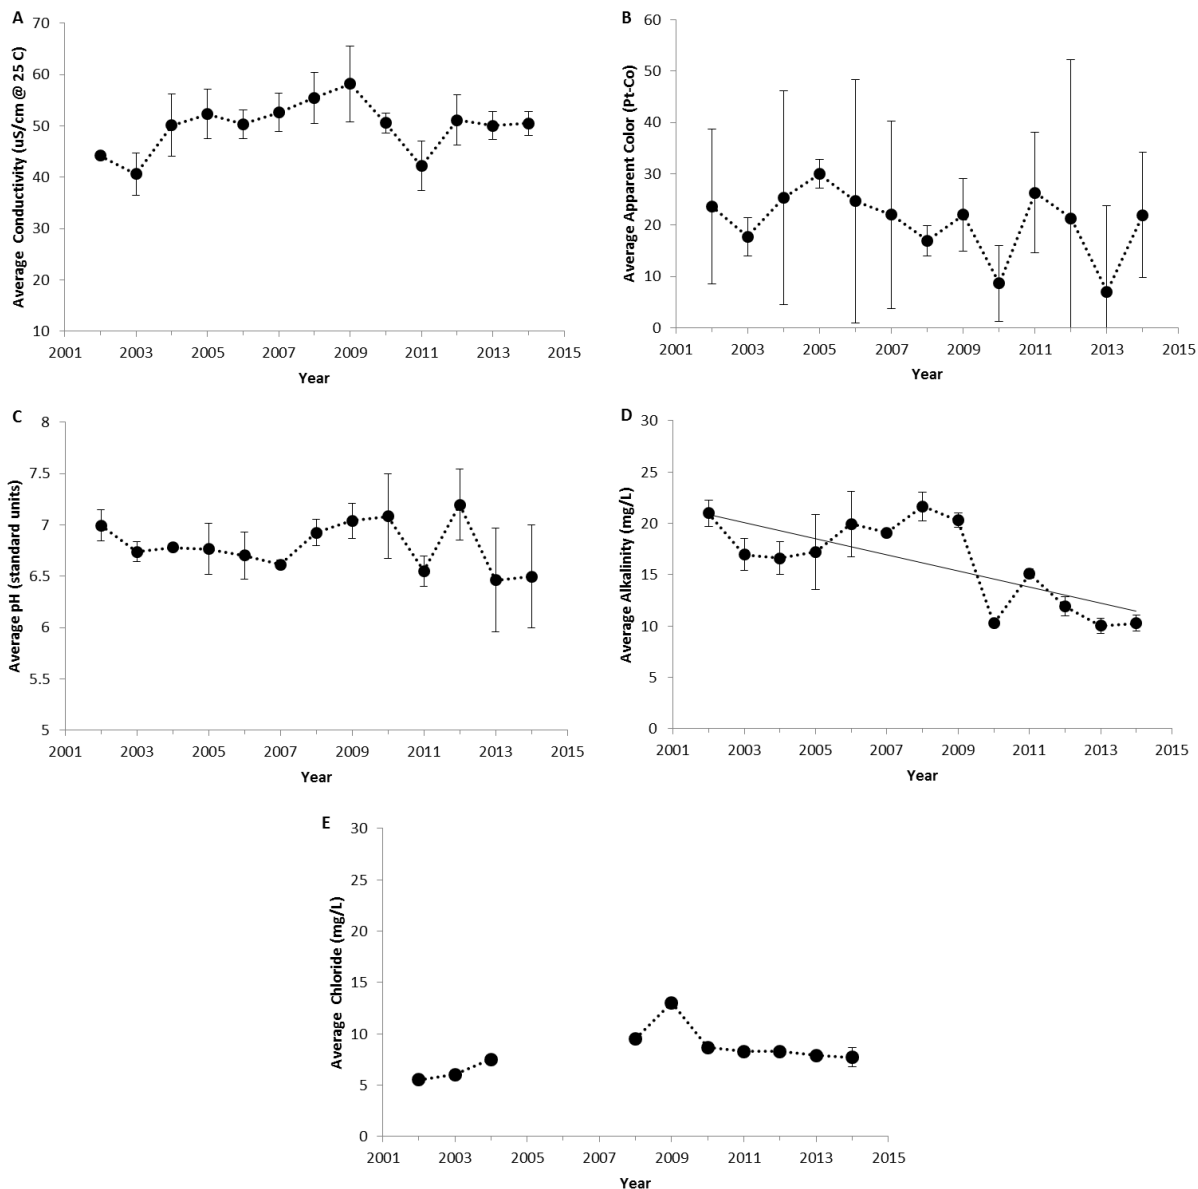 A
Average Conductivity (uS/cm @ 25 C)
70
60
50
40
30
20
10
2001 2003 2005 2007 2009 2011 2013 2015
Year
B
Average Apparent Color (Pt-Co)
60
50
40
30
20
10
0
2001 2003 2005 2007 2009 2011 2013 2015
Year
C
Average pH (standard units)
8
7.5
7
6.5
6
5.5
5
2001 2003 2005 2007 2009 2011 2013 2015
Year
D
Average Alkalinity (mg/L)
30
25
20
15
10
5
0
2001 2003 2005 2007 2009 2011 2013 2015
Year
E
Average Chloride (mg/L)
30
25
20
15
10
5
0
2001 2003 2005 2007 2009 2011 2013 2015
Year